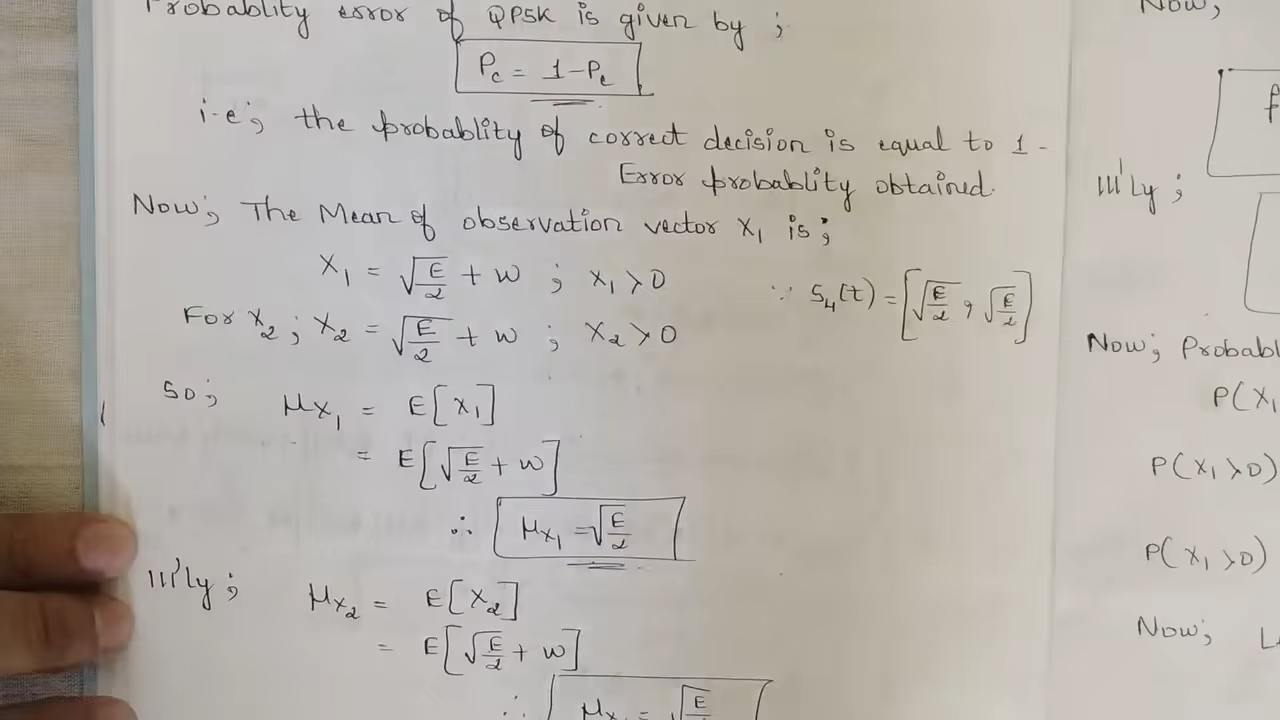 Probablity error of QPSK is given by ;
Pc = 1-Pe
i.e; the probablity of correct decision is equal to 1 -
Error probablity obtained.
Now; The Mean of observation vector X₁ is;
X₁ = √E/2 + w ; X₁>0
∵ S₄(t) = [√E/2 , √E/2]
For X₂ ; X₂ = √E/2 + w ; X₂>0
So; μX₁ = E[X₁]
= E[√E/2 + w]
∴ μX₁ = √E/2
|||'ly ; μX₂ = E[X₂]
= E[√E/2 + w]
Now,
f
|||'ly ;
Now; Probabl
P(X₁
P(X₁>0)
P(X₁>0)
Now;